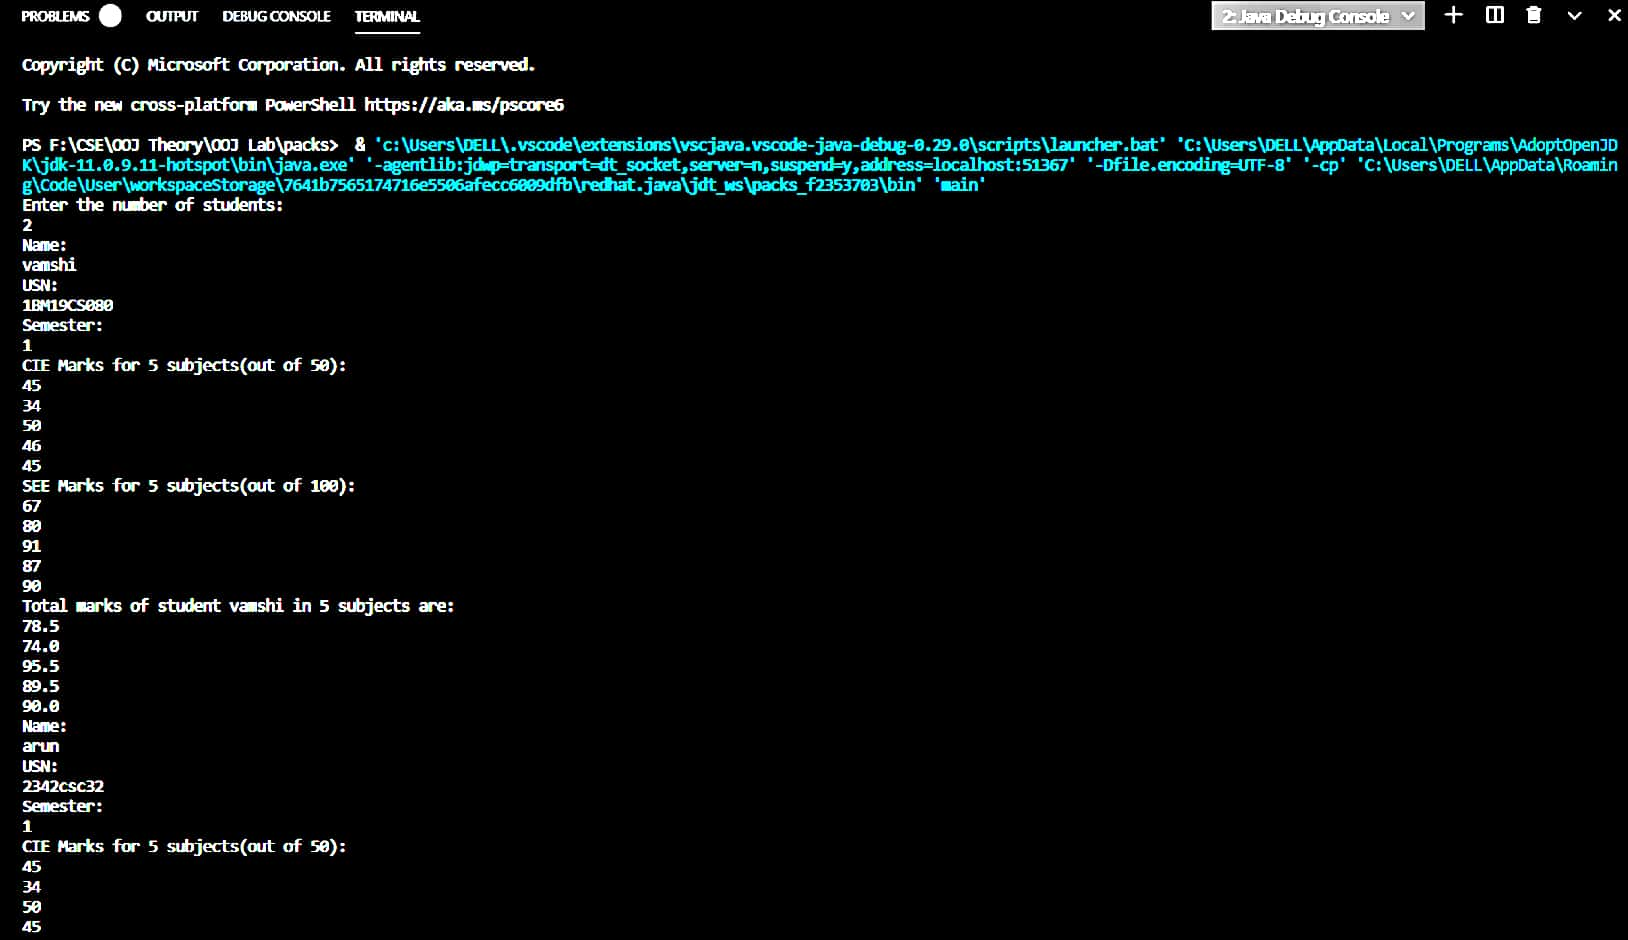 PROBLEMS OUTPUT DEBUG CONSOLE TERMINAL 2: Java Debug Console
Copyright (C) Microsoft Corporation. All rights reserved.
Try the new cross-platform PowerShell https://aka.ms/pscore6
PS F:\CSE\OOJ Theory\OOJ Lab\packs>  & 'c:\Users\DELL\.vscode\extensions\vscjava.vscode-java-debug-0.29.0\scripts\launcher.bat' 'C:\Users\DELL\AppData\Local\Programs\AdoptOpenJD
K\jdk-11.0.9.11-hotspot\bin\java.exe' '-agentlib:jdwp=transport=dt_socket,server=n,suspend=y,address=localhost:51367' '-Dfile.encoding=UTF-8' '-cp' 'C:\Users\DELL\AppData\Roamin
g\Code\User\workspaceStorage\7641b7565174716e5506afecc6009dfb\redhat.java\jdt_ws\packs_f2353703\bin' 'main'
Enter the number of students:
2
Name:
vamshi
USN:
1BM19CS080
Semester:
1
CIE Marks for 5 subjects(out of 50):
45
34
50
46
45
SEE Marks for 5 subjects(out of 100):
67
80
91
87
90
Total marks of student vamshi in 5 subjects are:
78.5
74.0
95.5
89.5
90.0
Name:
arun
USN:
2342csc32
Semester:
1
CIE Marks for 5 subjects(out of 50):
45
34
50
45